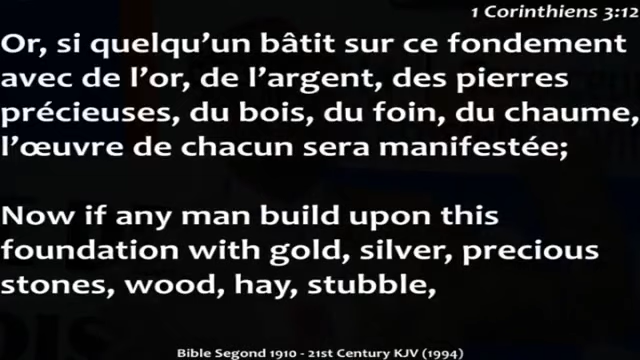 1 Corinthiens 3:12
Or, si quelqu’un bâtit sur ce fondement
avec de l’or, de l’argent, des pierres
précieuses, du bois, du foin, du chaume,
l’œuvre de chacun sera manifestée;
Now if any man build upon this
foundation with gold, silver, precious
stones, wood, hay, stubble,
Bible Segond 1910 - 21st Century KJV (1994)